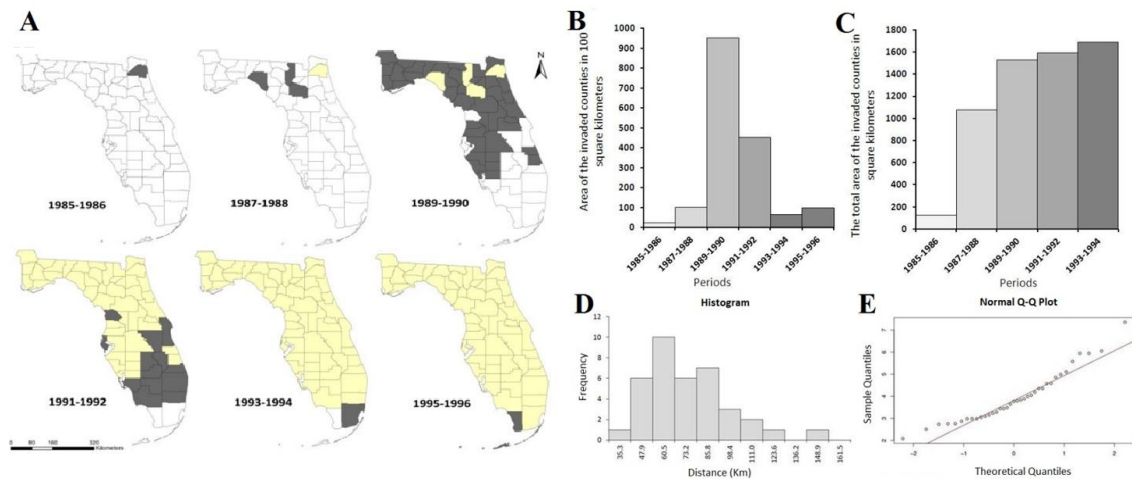 A
N
1985-1986
1987-1988
1989-1990
1991-1992
1993-1994
1995-1996
0 80 160 320
Kilometers
B
Area of the invaded counties in 100
square kilometers
1000
900
800
700
600
500
400
300
200
100
0
1985-1986
1987-1988
1989-1990
1991-1992
1993-1994
1995-1996
Periods
C
The total area of the invaded counties in
square kilometers
1800
1600
1400
1200
1000
800
600
400
200
0
1985-1986
1987-1988
1989-1990
1991-1992
1993-1994
Periods
D
Histogram
Frequency
12
10
8
6
4
2
0
35.3
47.9
60.5
73.2
85.8
98.4
111.0
123.6
136.2
148.9
161.5
Distance (Km)
E
Normal Q-Q Plot
Sample Quantiles
7
6
5
4
3
2
-2 -1 0 1 2
Theoretical Quantiles